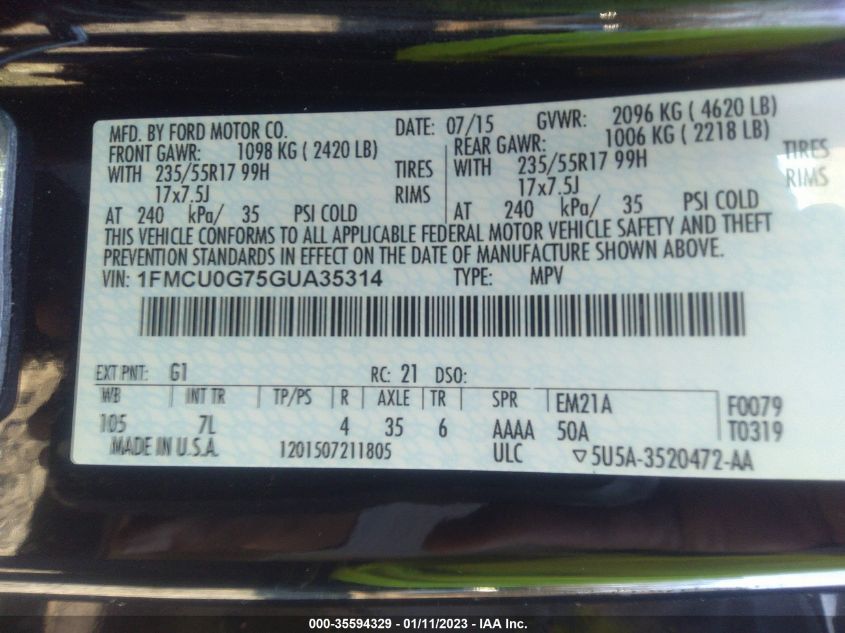 MFD. BY FORD MOTOR CO. DATE: 07/15 GVWR: 2096 KG ( 4620 LB)
FRONT GAWR: 1098 KG ( 2420 LB) REAR GAWR: 1006 KG ( 2218 LB)
WITH 235/55R17 99H TIRES WITH 235/55R17 99H TIRES
17x7.5J RIMS 17x7.5J RIMS
AT 240 kPa/ 35 PSI COLD AT 240 kPa/ 35 PSI COLD
THIS VEHICLE CONFORMS TO ALL APPLICABLE FEDERAL MOTOR VEHICLE SAFETY AND THEFT
PREVENTION STANDARDS IN EFFECT ON THE DATE OF MANUFACTURE SHOWN ABOVE.
VIN: 1FMCU0G75GUA35314 TYPE: MPV
EXT PNT: G1 RC: 21 DSO:
WB INT TR TP/PS R AXLE TR SPR EM21A F0079
105 7L 4 35 6 AAAA 50A T0319
MADE IN U.S.A. 1201507211805 ULC ▽5U5A-3520472-AA
000-35594329 - 01/11/2023 - IAA Inc.